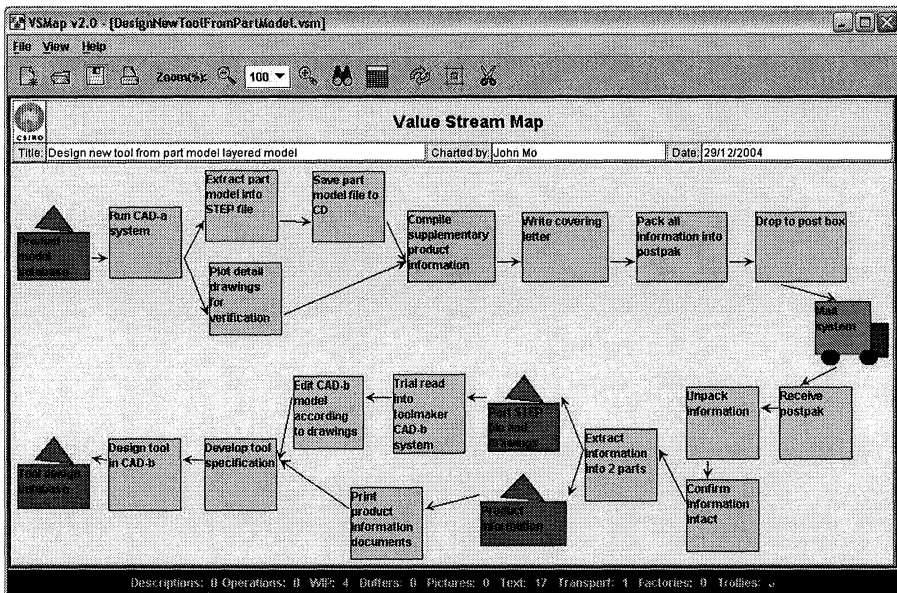 VSMap v2.0 - [DesignNewToolFromPartModel.vsm]
File View Help
Zoom(%): 100
CSIRO
Value Stream Map
Title: Design new tool from part model layered model
Charted by: John Mo
Date: 29/12/2004
Product
model
database
Run CAD-a
system
Extract part
model into
STEP file
Save part
model file to
CD
Plot detail
drawings
for
verification
Compile
supplementary
product
information
Write covering
letter
Pack all
information into
postpak
Drop to post box
Mail
system
Receive
postpak
Unpack
information
Confirm
information
intact
Extract
information
into 2 parts
Part STEP
file and
drawings
Trial read
into
toolmaker
CAD-b
system
Edit CAD-b
model
according
to drawings
Product
information
Print
product
information
documents
Develop tool
specification
Design tool
in CAD-b
Tool design
database
Descriptions: 0 Operations: 0 WIP: 4 Buffers: 0 Pictures: 0 Text: 17 Transport: 1 Factories: 0 Trollies: